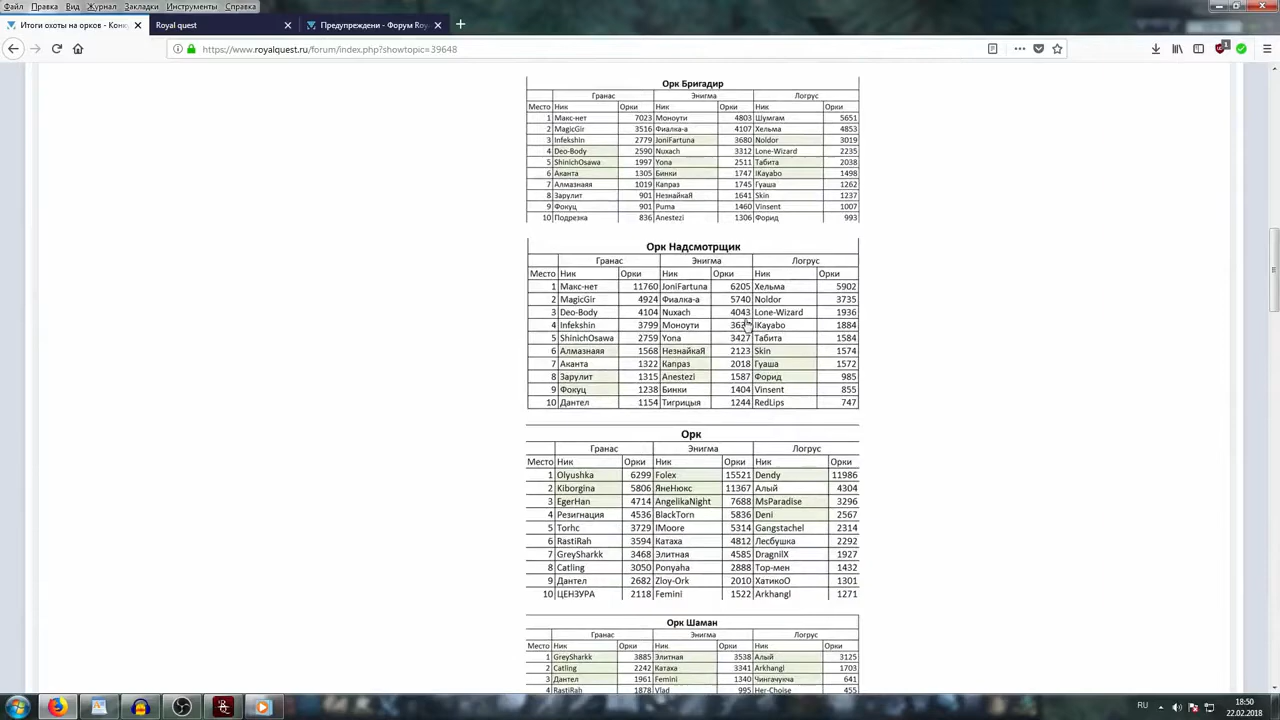 Файл Правка Вид Журнал Закладки Инструменты Справка
Итоги охоты на орков - Конк Royal quest Предупреждени - Форум Roy
https://www.royalquest.ru/forum/index.php?showtopic=39648
Орк Бригадир
Гранас Энигма Логрус
Место Ник Орки Ник Орки Ник Орки
1 Макс-нет 7023 Моноути 4803 Шумгам 5651
2 MagicGir 3516 Фиалка-а 4107 Хельма 4853
3 Infekshin 2779 JoniFartuna 3680 Noldor 3019
4 Deo-Body 2590 Nuxach 3312 Lone-Wizard 2235
5 ShinichOsawa 1997 Yona 2511 Табита 2038
6 Аканта 1305 Бинки 1747 IKayabo 1498
7 Алмазнаяя 1019 Капраз 1745 Гуаша 1262
8 Зарулит 901 НезнайкаЯ 1641 Skin 1237
9 Фокуц 901 Puma 1460 Vinsent 1007
10 Подрезка 836 Anestezi 1306 Форид 993
Орк Надсмотрщик
Гранас Энигма Логрус
Место Ник Орки Ник Орки Ник Орки
1 Макс-нет 11760 JoniFartuna 6205 Хельма 5902
2 MagicGir 4924 Фиалка-а 5740 Noldor 3735
3 Deo-Body 4104 Nuxach 4043 Lone-Wizard 1936
4 Infekshin 3799 Моноути IKayabo 1884
5 ShinichOsawa 2759 Yona 3427 Табита 1584
6 Алмазнаяя 1568 НезнайкаЯ 2123 Skin 1574
7 Аканта 1322 Капраз 2018 Гуаша 1572
8 Зарулит 1315 Anestezi 1587 Форид 985
9 Фокуц 1238 Бинки 1404 Vinsent 855
10 Дантел 1154 Тигрицыя 1244 RedLips 747
Орк
Гранас Энигма Логрус
Место Ник Орки Ник Орки Ник Орки
1 Olyushka 6299 Folex 15521 Dendy 11986
2 Kiborgina 5806 ЯнеНюкс 11367 Алый 4304
3 EgerHan 4714 AngelikaNight 7688 MsParadise 3296
4 Резигнация 4536 BlackTorn 5836 Deni 2567
5 Torhc 3729 IMoore 5314 Gangstachel 2314
6 RastiRah 3594 Катаха 4812 Лесбушка 2292
7 GreySharkk 3468 Элитная 4585 DragnilX 1927
8 Catling 3050 Ponyaha 2888 Тор-мен 1432
9 Дантел 2682 Zloy-Ork 2010 ХатикоО 1301
10 ЦЕНЗУРА 2118 Femini 1522 Arkhangl 1271
Орк Шаман
Гранас Энигма Логрус
Место Ник Орки Ник Орки Ник Орки
1 GreySharkk 3885 Элитная 3538 Алый 3125
2 Catling 2242 Катаха 3341 Arkhangl 1703
3 Дантел 1961 Femini 1340 Чингачукча 641
4 RastiRah 1878 Vlad 995 Her-Choise 455
RU 18:50
22.02.2018